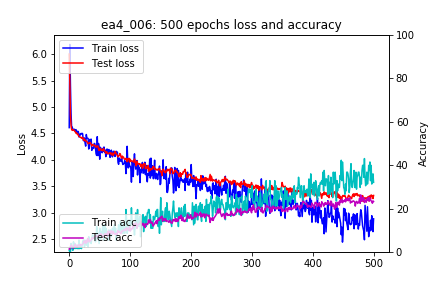 ea4_006: 500 epochs loss and accuracy
Train loss
Test loss
Train acc
Test acc
Loss
6.0
5.5
5.0
4.5
4.0
3.5
3.0
2.5
100
80
60
40
20
0
Accuracy
0 100 200 300 400 500